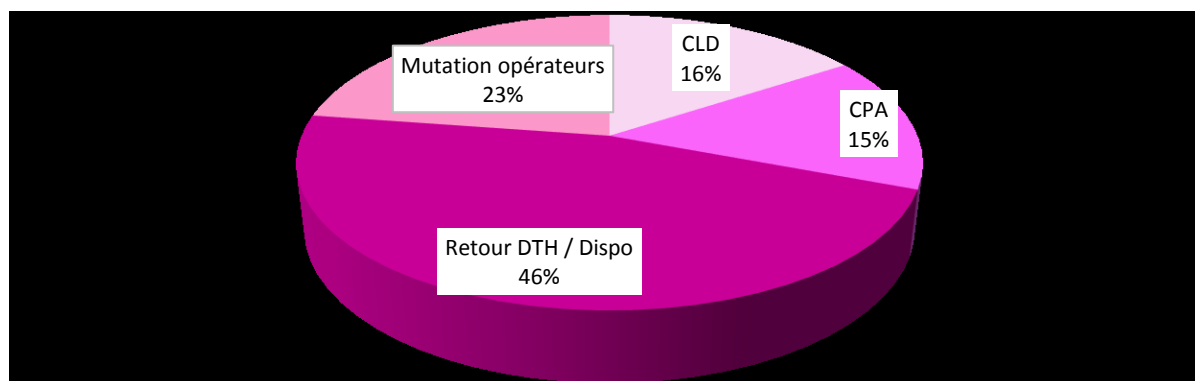 CLD
16%
Mutation opérateurs
23%
CPA
15%
Retour DTH / Dispo
46%